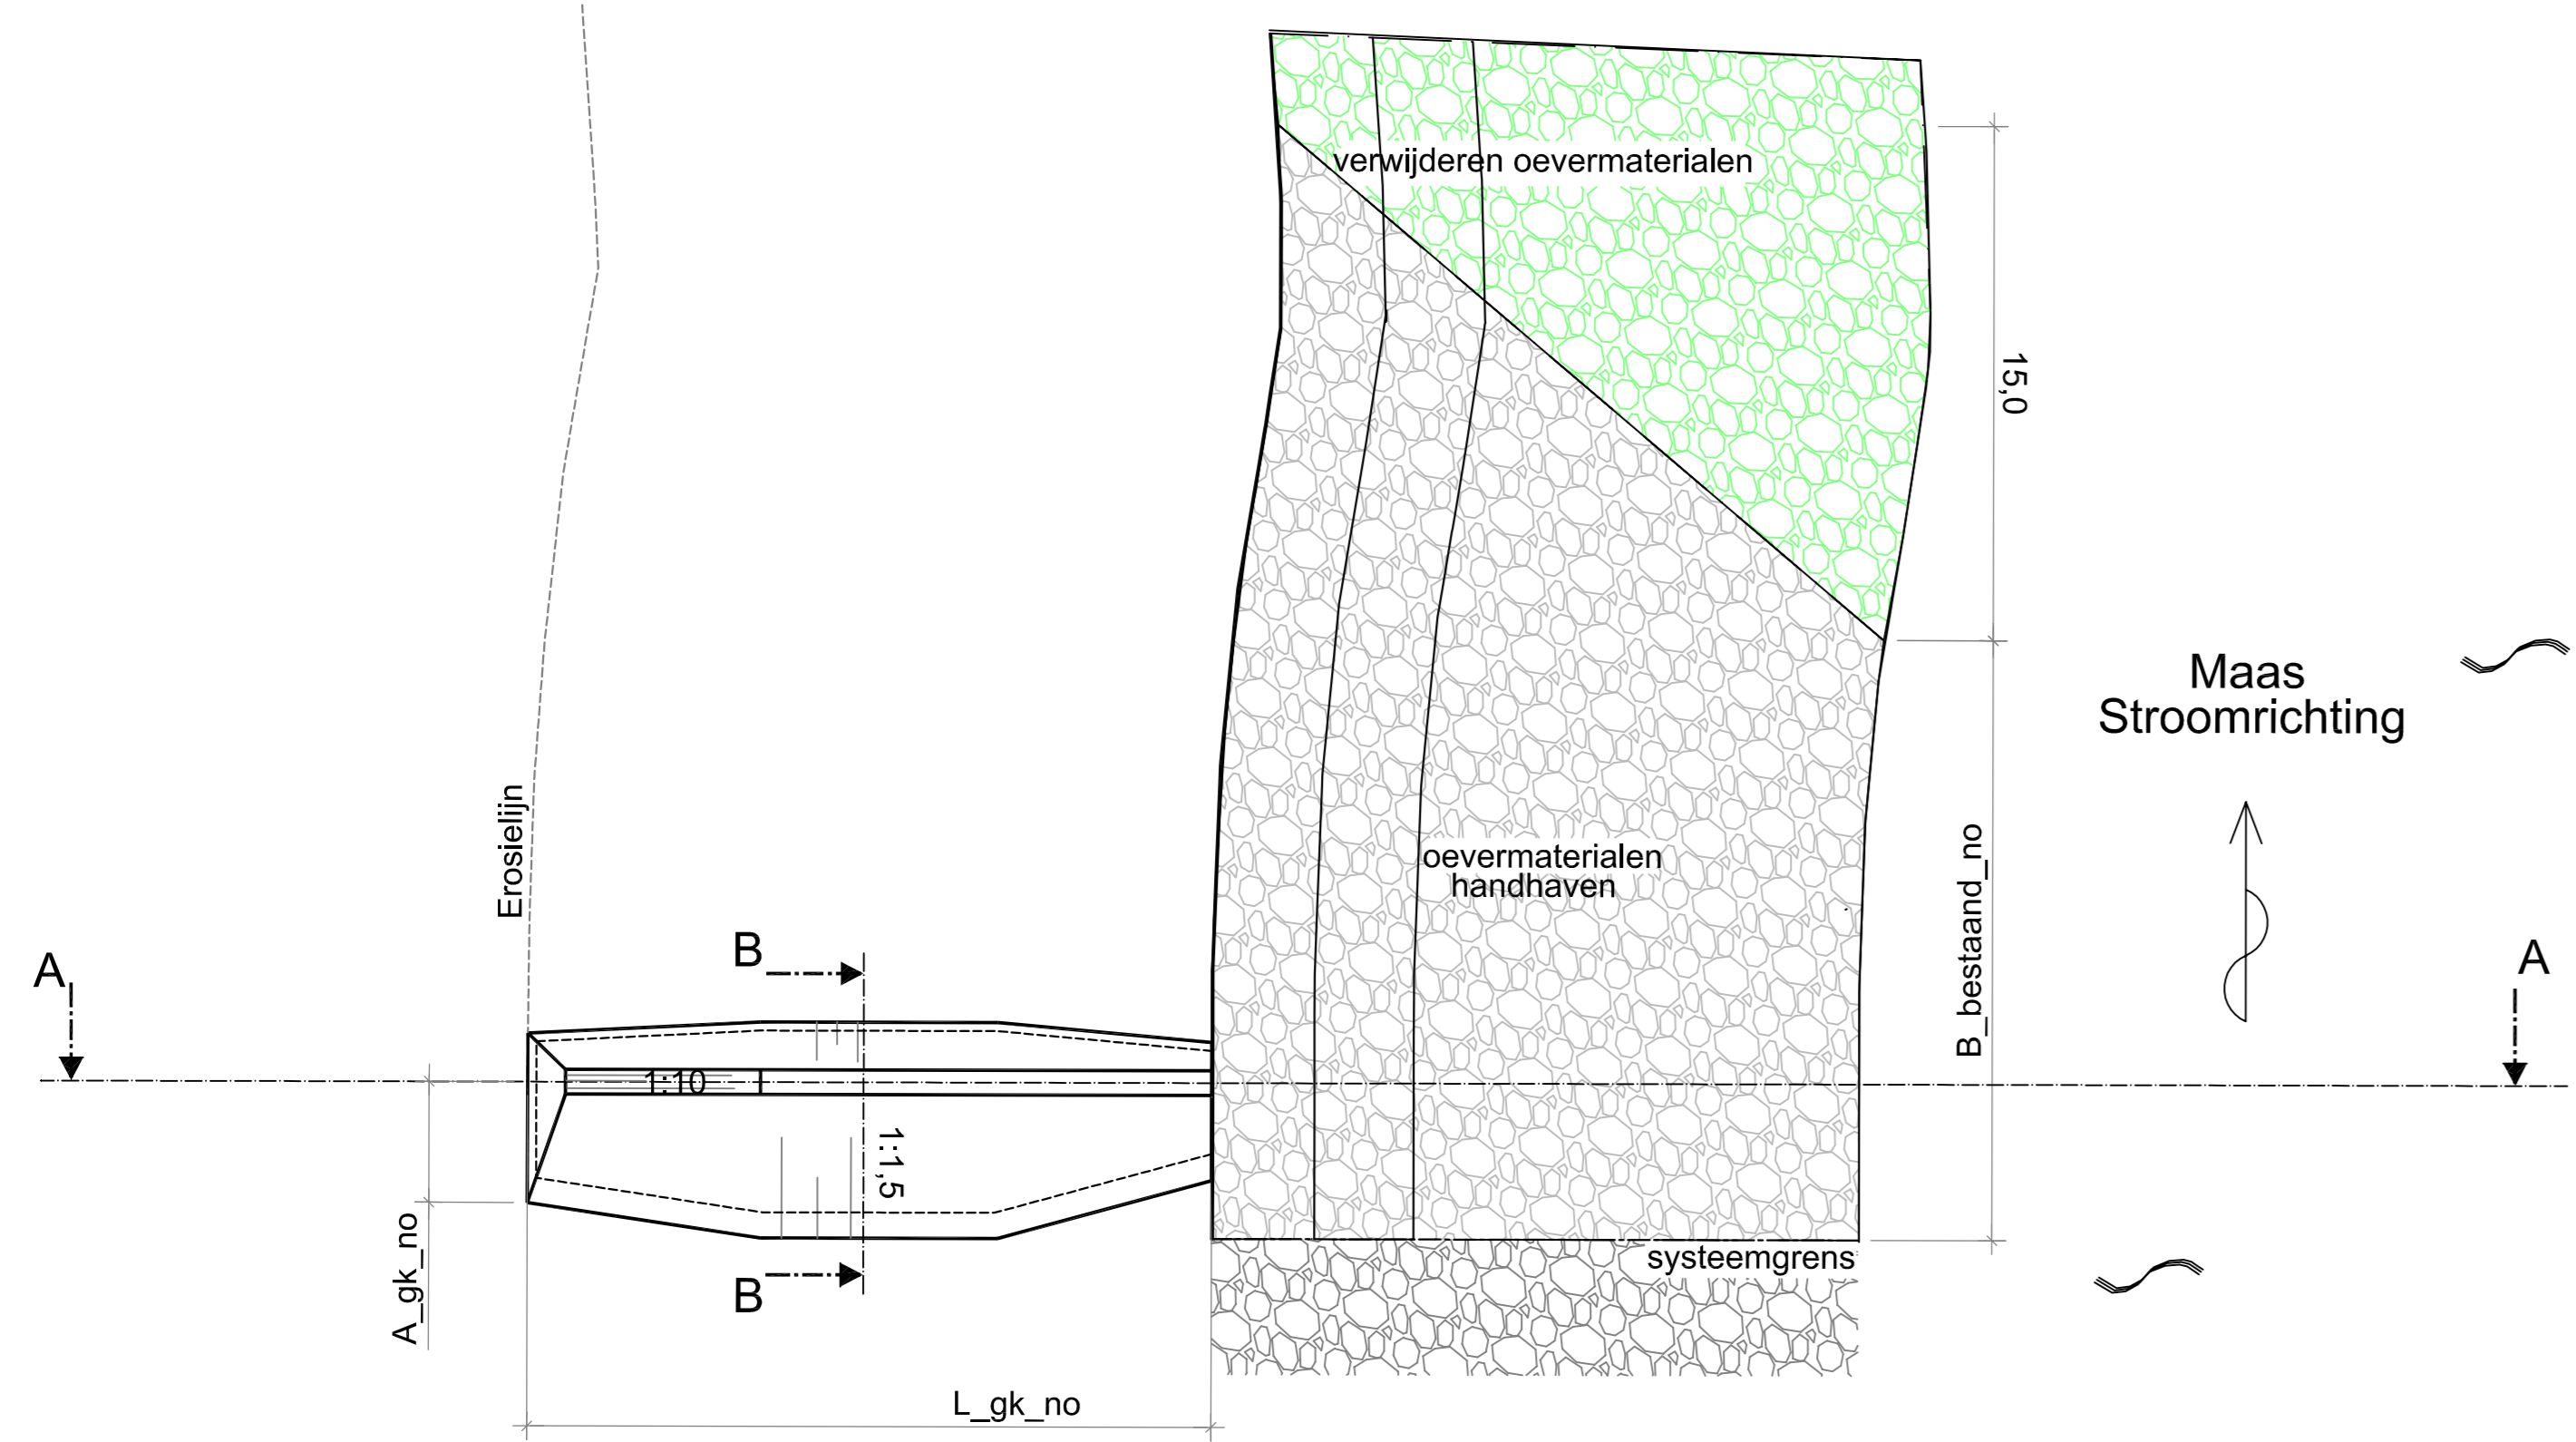 verwijderen oevermaterialen
15,0
Maas
Stroomrichting
Erosielijn
oevermaterialen
handhaven
B_bestaand_no
B
A
A
1:10
1:1,5
A_gk_no
B
systeemgrens
L_gk_no